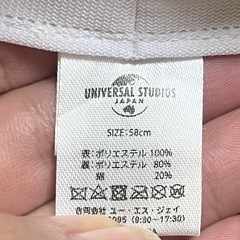 UNIVERSAL STUDIOS
JAPAN
SIZE:58cm
表:ポリエステル 100%
裏:ポリエステル 80%
綿 20%
合同会社 ユー・エス・ジェイ
(9:30~17:30)